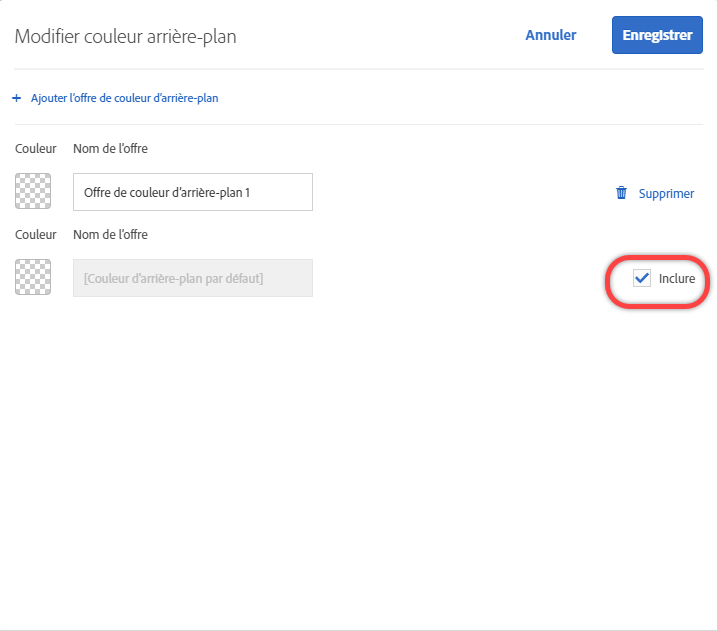 Modifier couleur arrière-plan
Annuler
Enregistrer
+ Ajouter l'offre de couleur d'arrière-plan
Couleur Nom de l'offre
Offre de couleur d'arrière-plan 1
Supprimer
Couleur Nom de l'offre
[Couleur d'arrière-plan par défaut]
Inclure